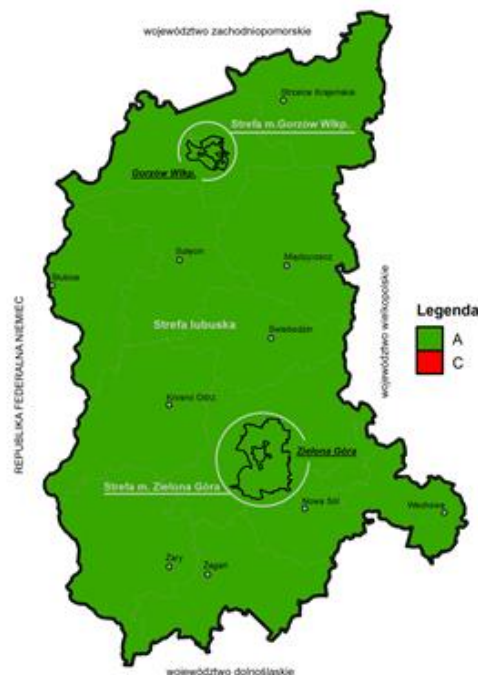 województwo zachodniopomorskie
Strzelce Krajeńskie
Strefa m.Gorzów Wlkp.
Gorzów Wlkp.
Sulęcin
Międzyrzecz
Słubice
REPUBLIKA FEDERALNA NIEMIEC
województwo wielkopolskie
Legenda
A
C
Strefa lubuska
Świebodzin
Krosno Odrz.
Zielona Góra
Strefa m. Zielona Góra
Nowa Sól
Wschowa
Żary
Żagań
województwo dolnośląskie